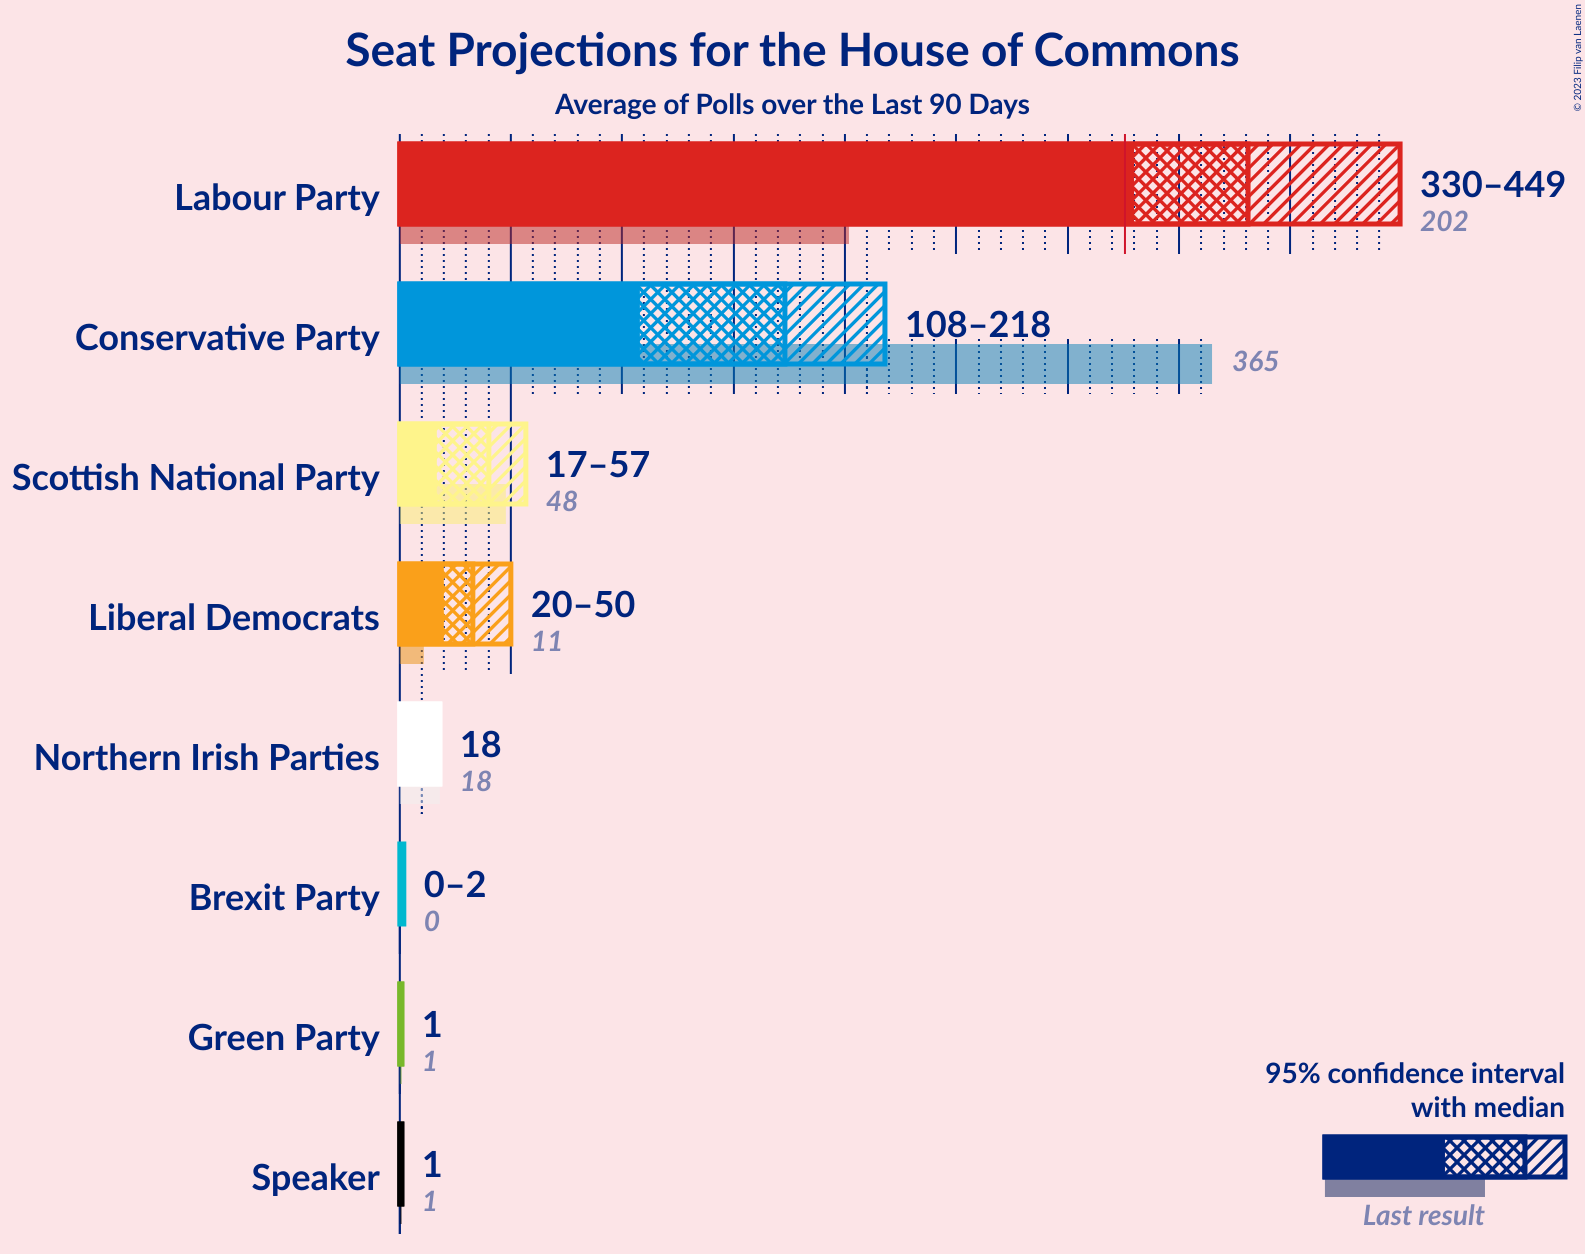 Seat Projections for the House of Commons
Average of Polls over the Last 90 Days
© 2023 Filip van Laenen
Labour Party
330–449
202
Conservative Party
108–218
365
Scottish National Party
17–57
48
Liberal Democrats
20–50
11
Northern Irish Parties
18
18
Brexit Party
0–2
0
Green Party
1
1
Speaker
1
1
95% confidence interval
with median
Last result